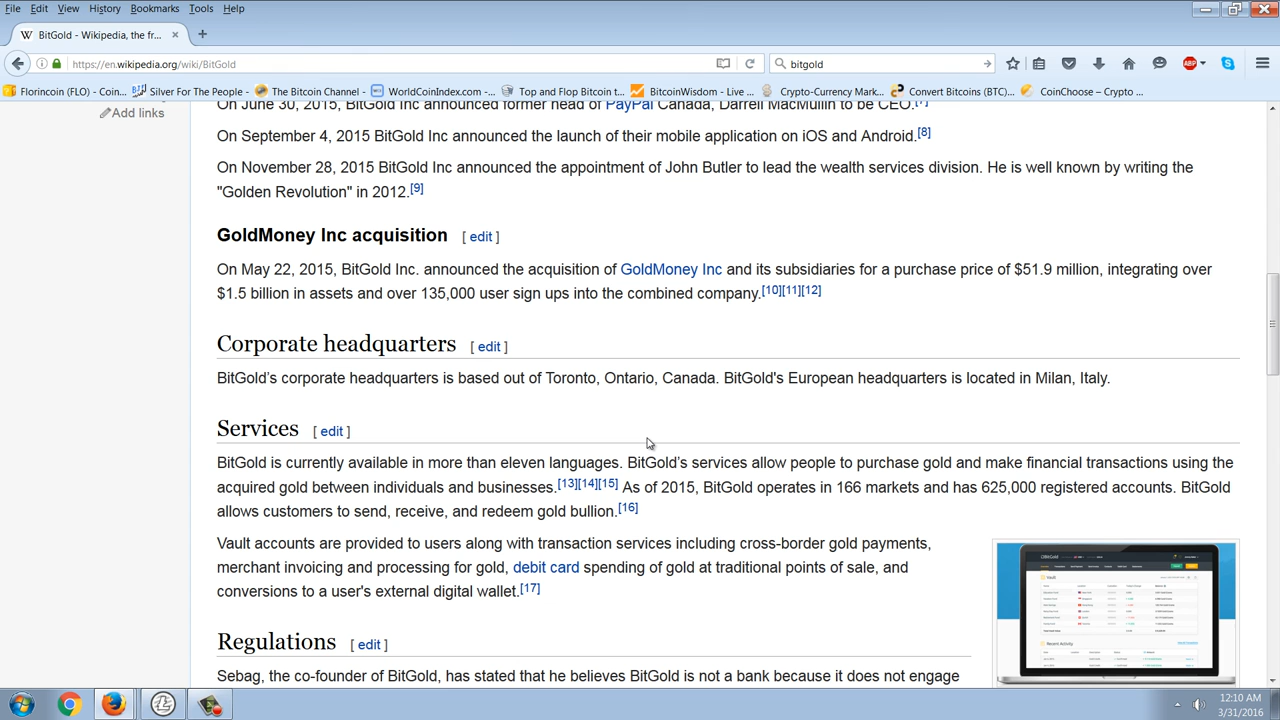 File Edit View History Bookmarks Tools Help
W BitGold - Wikipedia, the fr...
https://en.wikipedia.org/wiki/BitGold
bitgold
ABP
Florincoin (FLO) - Coin...
Silver For The People - ...
The Bitcoin Channel
WorldCoinIndex.com - ...
Top and Flop Bitcoin t...
BitcoinWisdom - Live ...
Crypto-Currency Mark...
Convert Bitcoins (BTC)...
CoinChoose – Crypto ...
Add links
On June 30, 2015, BitGold Inc announced former head of PayPal Canada, Darrell MacMullin to be CEO.[7]
On September 4, 2015 BitGold Inc announced the launch of their mobile application on iOS and Android.[8]
On November 28, 2015 BitGold Inc announced the appointment of John Butler to lead the wealth services division. He is well known by writing the
"Golden Revolution" in 2012.[9]
GoldMoney Inc acquisition [ edit ]
On May 22, 2015, BitGold Inc. announced the acquisition of GoldMoney Inc and its subsidiaries for a purchase price of $51.9 million, integrating over
$1.5 billion in assets and over 135,000 user sign ups into the combined company.[10][11][12]
Corporate headquarters [ edit ]
BitGold's corporate headquarters is based out of Toronto, Ontario, Canada. BitGold's European headquarters is located in Milan, Italy.
Services [ edit ]
BitGold is currently available in more than eleven languages. BitGold's services allow people to purchase gold and make financial transactions using the
acquired gold between individuals and businesses.[13][14][15] As of 2015, BitGold operates in 166 markets and has 625,000 registered accounts. BitGold
allows customers to send, receive, and redeem gold bullion.[16]
Vault accounts are provided to users along with transaction services including cross-border gold payments,
merchant invoicing and processing for gold, debit card spending of gold at traditional points of sale, and
conversions to a user's external digital wallet.[17]
BitGold
Vault
Recent Activity
Regulations [ edit ]
Sebag, the co-founder of BitGold, has stated that he believes BitGold is not a bank because it does not engage
12:10 AM
3/31/2016